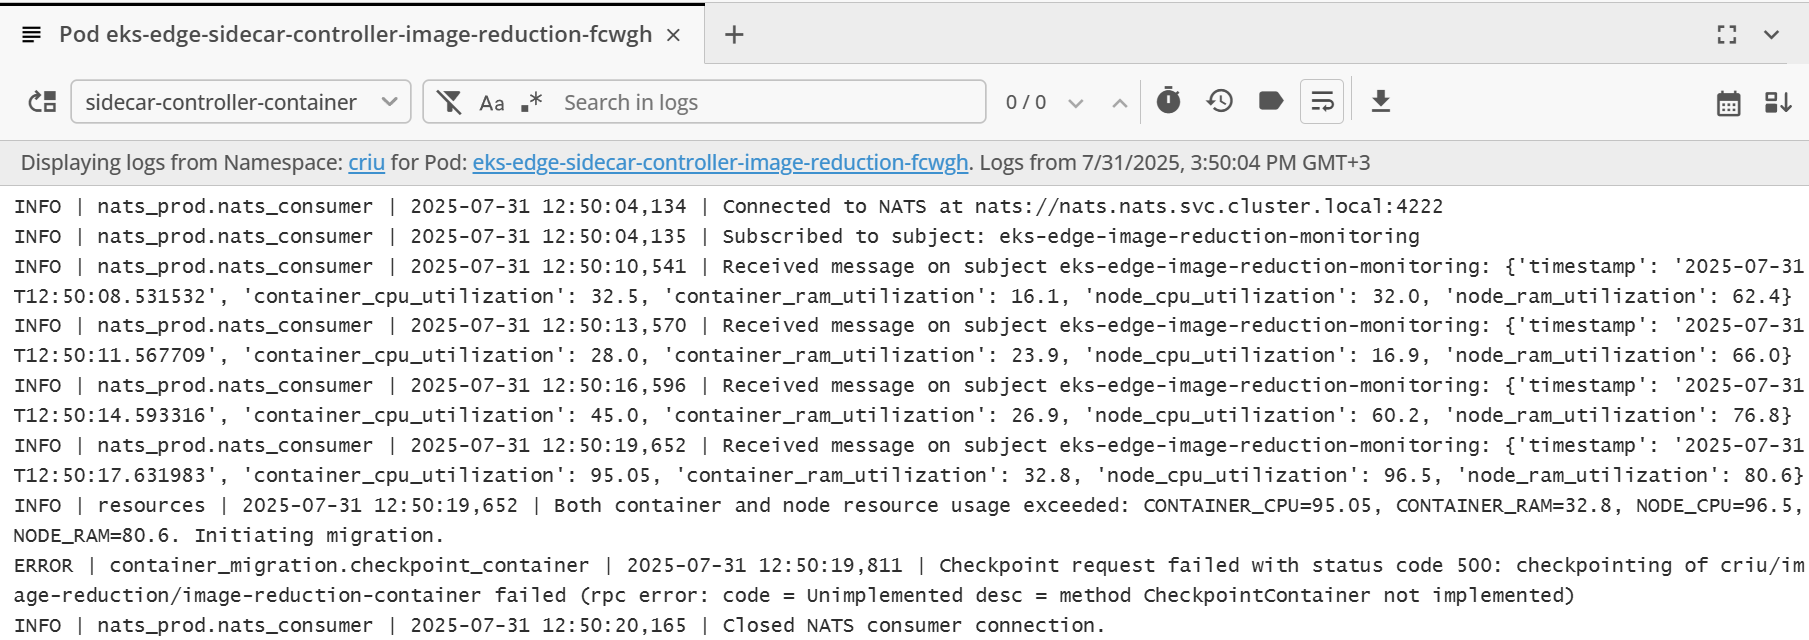 Pod eks-edge-sidecar-controller-image-reduction-fcwgh
sidecar-controller-container
Aa
.*
Search in logs
0 / 0
Displaying logs from Namespace: criu for Pod: eks-edge-sidecar-controller-image-reduction-fcwgh. Logs from 7/31/2025, 3:50:04 PM GMT+3
INFO | nats_prod.nats_consumer | 2025-07-31 12:50:04,134 | Connected to NATS at nats://nats.nats.svc.cluster.local:4222
INFO | nats_prod.nats_consumer | 2025-07-31 12:50:04,135 | Subscribed to subject: eks-edge-image-reduction-monitoring
INFO | nats_prod.nats_consumer | 2025-07-31 12:50:10,541 | Received message on subject eks-edge-image-reduction-monitoring: {'timestamp': '2025-07-31
T12:50:08.531532', 'container_cpu_utilization': 32.5, 'container_ram_utilization': 16.1, 'node_cpu_utilization': 32.0, 'node_ram_utilization': 62.4}
INFO | nats_prod.nats_consumer | 2025-07-31 12:50:13,570 | Received message on subject eks-edge-image-reduction-monitoring: {'timestamp': '2025-07-31
T12:50:11.567709', 'container_cpu_utilization': 28.0, 'container_ram_utilization': 23.9, 'node_cpu_utilization': 16.9, 'node_ram_utilization': 66.0}
INFO | nats_prod.nats_consumer | 2025-07-31 12:50:16,596 | Received message on subject eks-edge-image-reduction-monitoring: {'timestamp': '2025-07-31
T12:50:14.593316', 'container_cpu_utilization': 45.0, 'container_ram_utilization': 26.9, 'node_cpu_utilization': 60.2, 'node_ram_utilization': 76.8}
INFO | nats_prod.nats_consumer | 2025-07-31 12:50:19,652 | Received message on subject eks-edge-image-reduction-monitoring: {'timestamp': '2025-07-31
T12:50:17.631983', 'container_cpu_utilization': 95.05, 'container_ram_utilization': 32.8, 'node_cpu_utilization': 96.5, 'node_ram_utilization': 80.6}
INFO | resources | 2025-07-31 12:50:19,652 | Both container and node resource usage exceeded: CONTAINER_CPU=95.05, CONTAINER_RAM=32.8, NODE_CPU=96.5,
NODE_RAM=80.6. Initiating migration.
ERROR | container_migration.checkpoint_container | 2025-07-31 12:50:19,811 | Checkpoint request failed with status code 500: checkpointing of criu/im
age-reduction/image-reduction-container failed (rpc error: code = Unimplemented desc = method CheckpointContainer not implemented)
INFO | nats_prod.nats_consumer | 2025-07-31 12:50:20,165 | Closed NATS consumer connection.